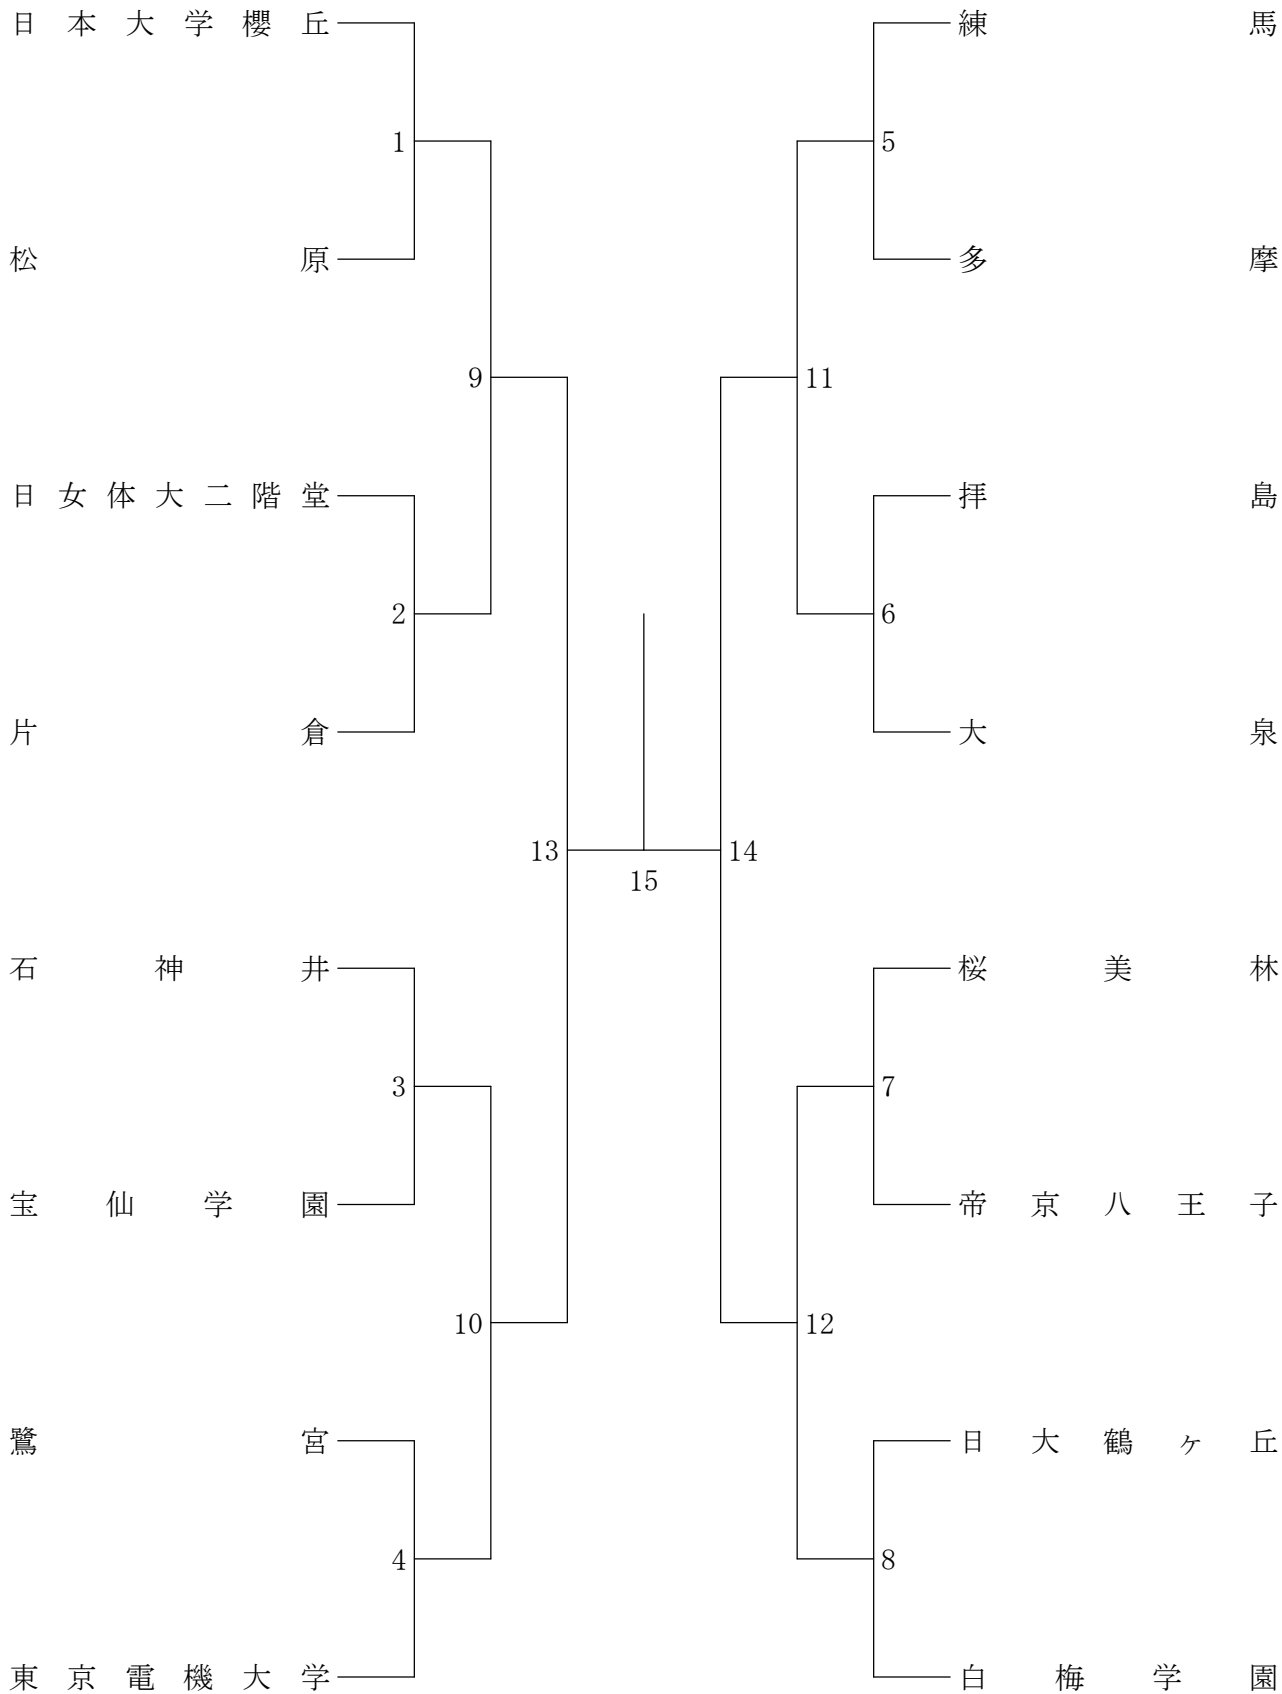 日本大学櫻丘
練馬
1
5
松原
多摩
9
11
日女体大二階堂
拝島
2
6
片倉
大泉
13
14
15
石神井
桜美林
3
7
宝仙学園
帝京八王子
10
12
鷺宮
日大鶴ヶ丘
4
8
東京電機大学
白梅学園